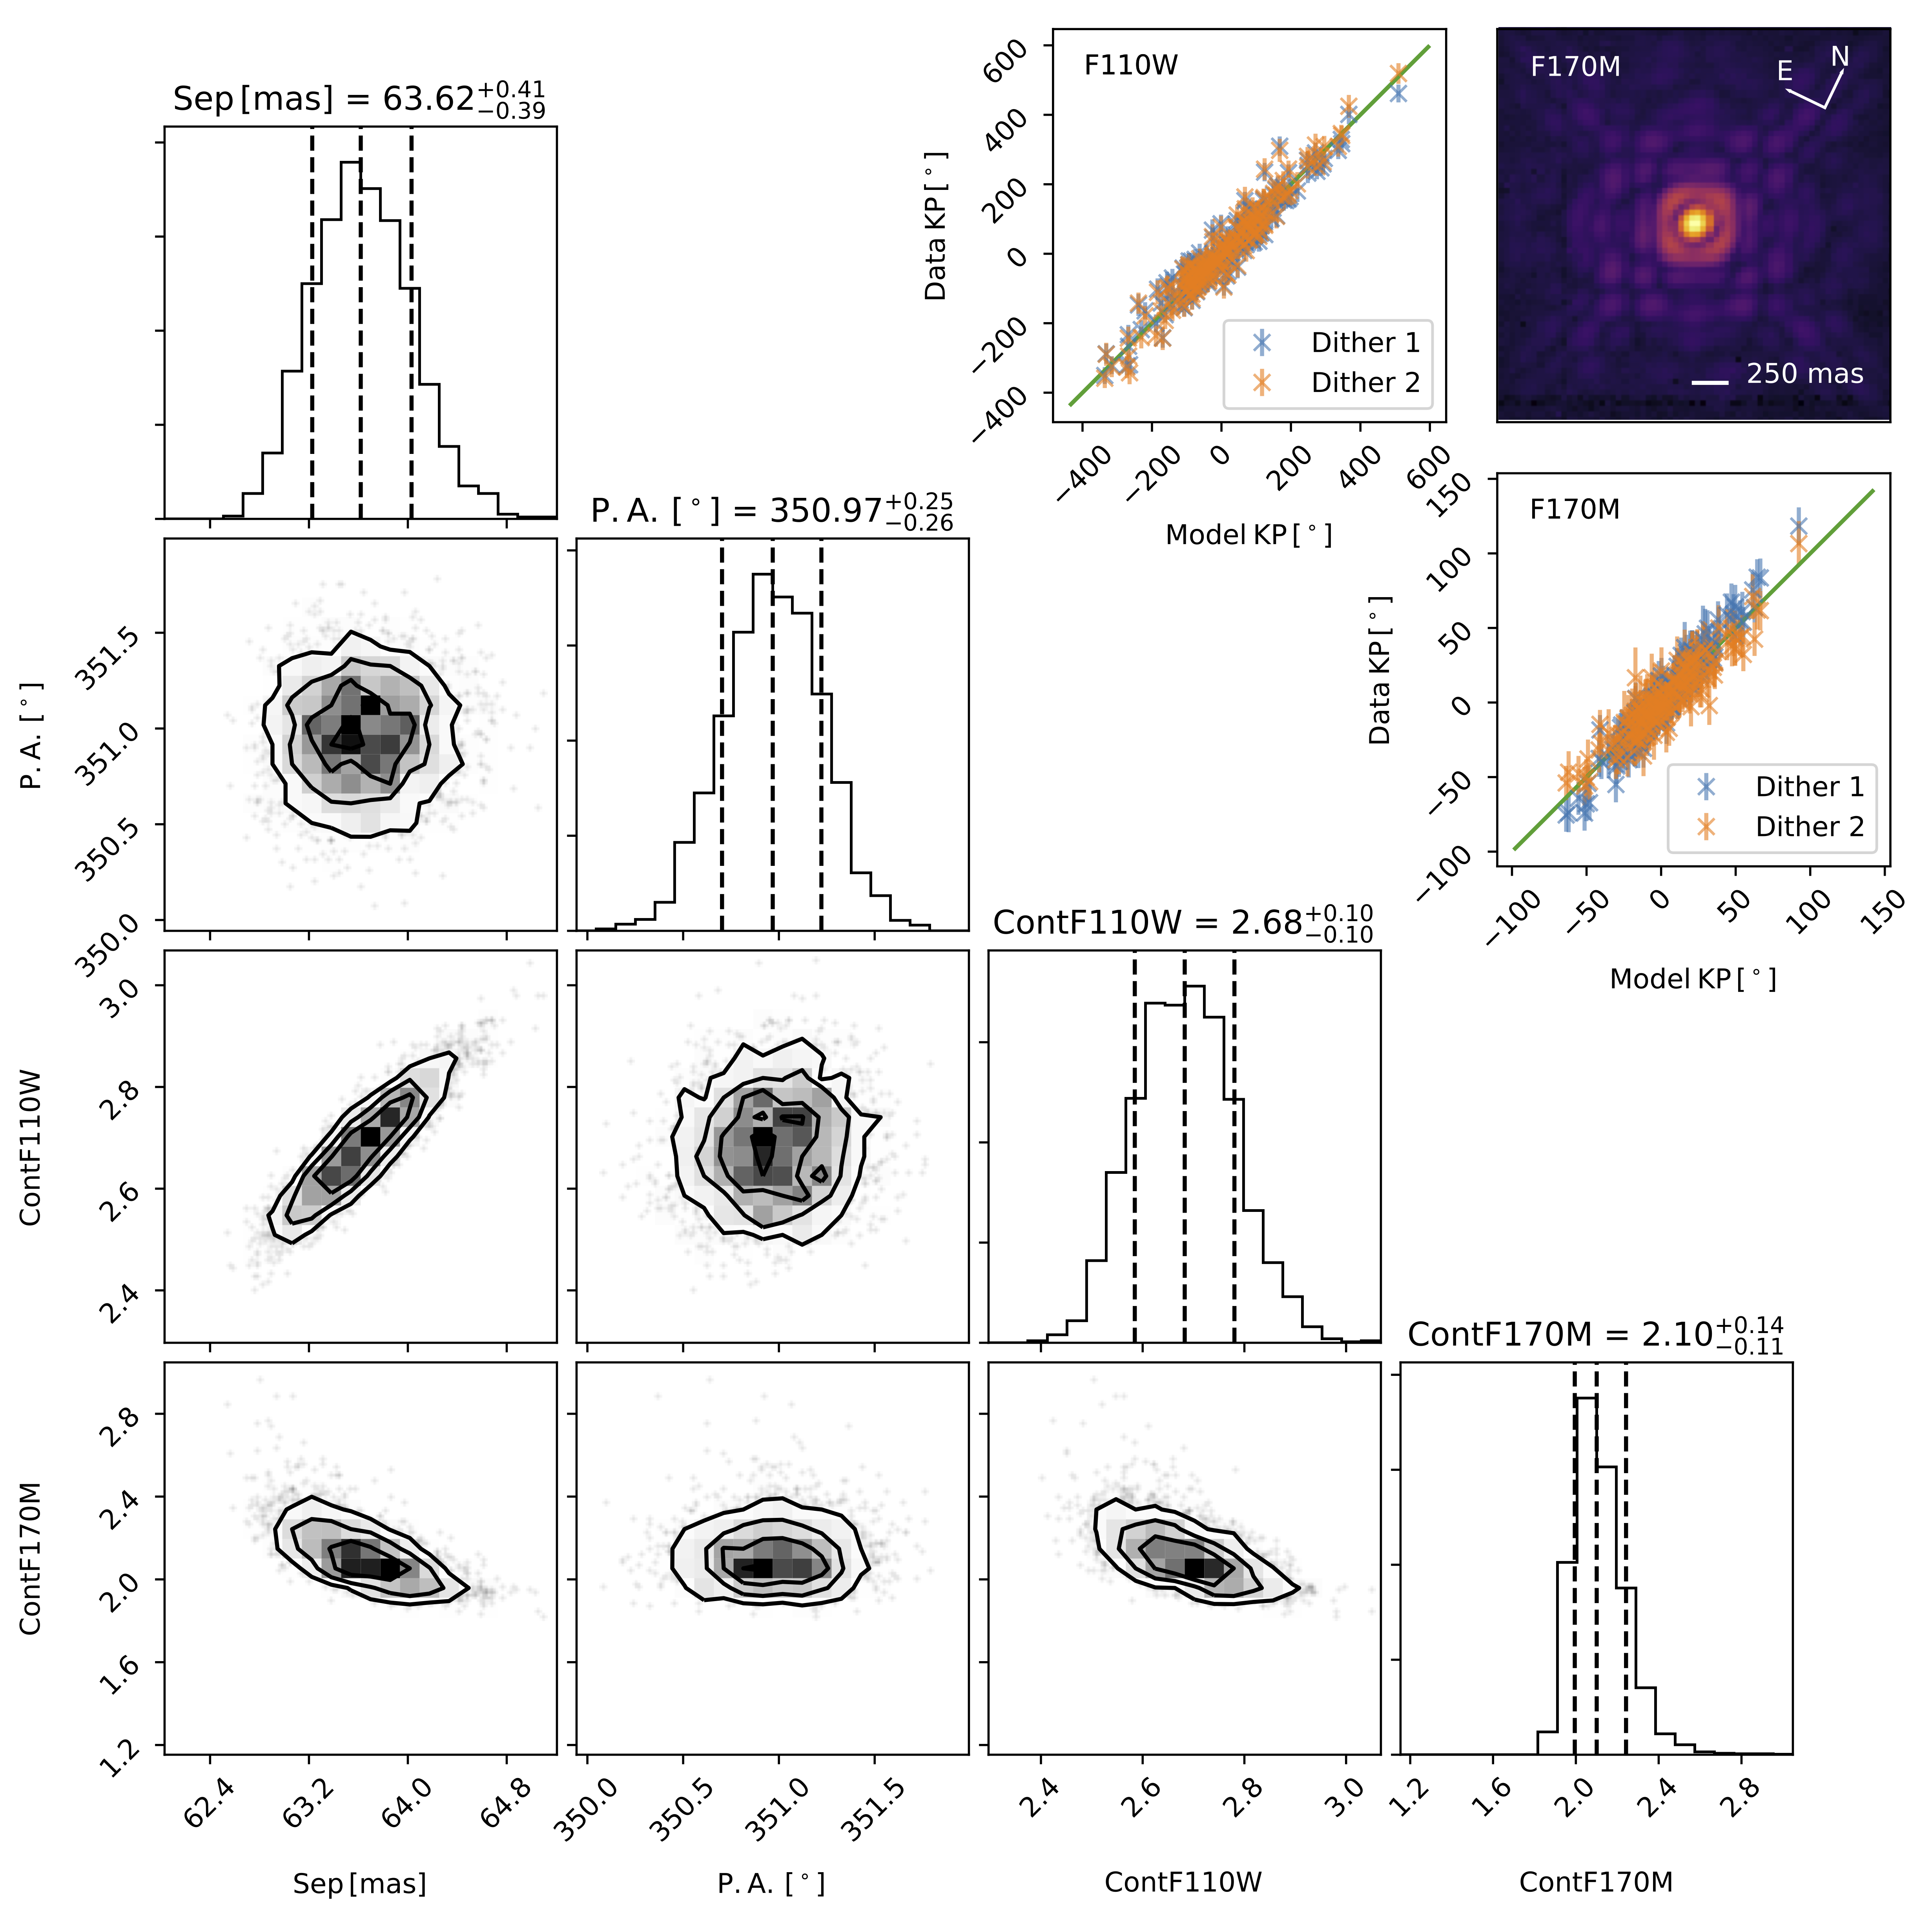 F110W
600
400
200
0
−200
−400
Data KP [°]
Dither 1
Dither 2
−400
−200
0
200
400
600
Model KP [°]
F170M
E
N
250 mas
Sep [mas] = 63.62 +0.41 −0.39
P. A. [°] = 350.97 +0.25 −0.26
F170M
150
100
50
0
−50
−100
Data KP [°]
Dither 1
Dither 2
−100
−50
0
50
100
150
Model KP [°]
P. A. [°]
351.5
351.0
350.5
350.0
ContF110W = 2.68 +0.10 −0.10
ContF110W
3.0
2.8
2.6
2.4
ContF170M = 2.10 +0.14 −0.11
ContF170M
2.8
2.4
2.0
1.6
1.2
62.4
63.2
64.0
64.8
350.0
350.5
351.0
351.5
2.4
2.6
2.8
3.0
1.2
1.6
2.0
2.4
2.8
Sep [mas]
P. A. [°]
ContF110W
ContF170M